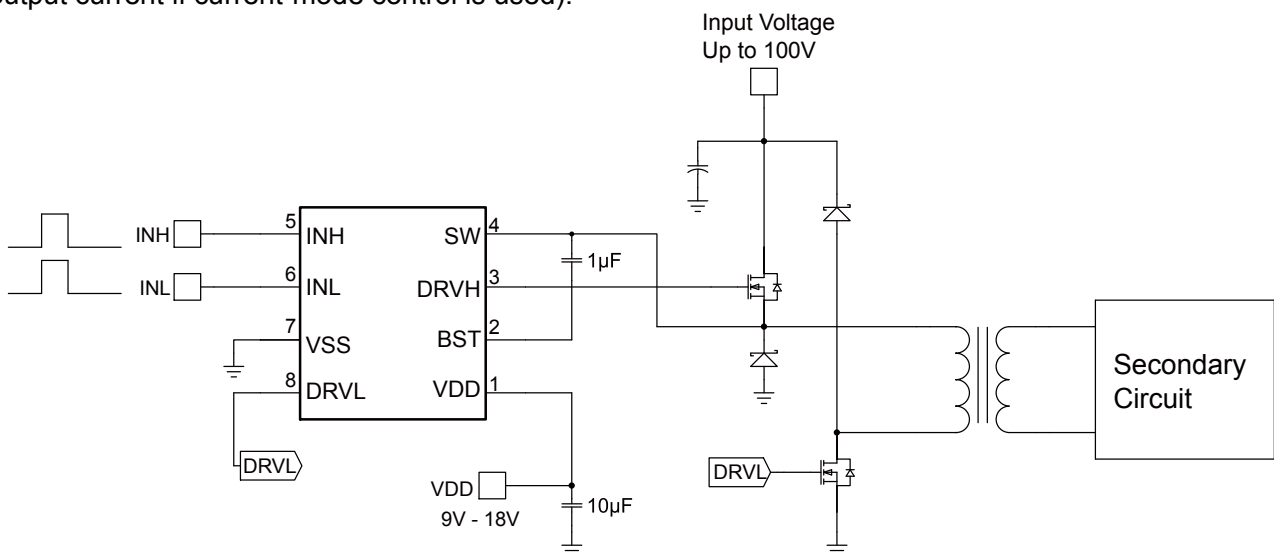 output current if current-mode control is used).
Input Voltage
Up to 100V
5
INH
INH
6
INL
INL
7
VSS
8
DRVL
SW
4
1µF
DRVH
3
BST
2
VDD
1
DRVL
VDD
9V - 18V
10µF
DRVL
Secondary
Circuit